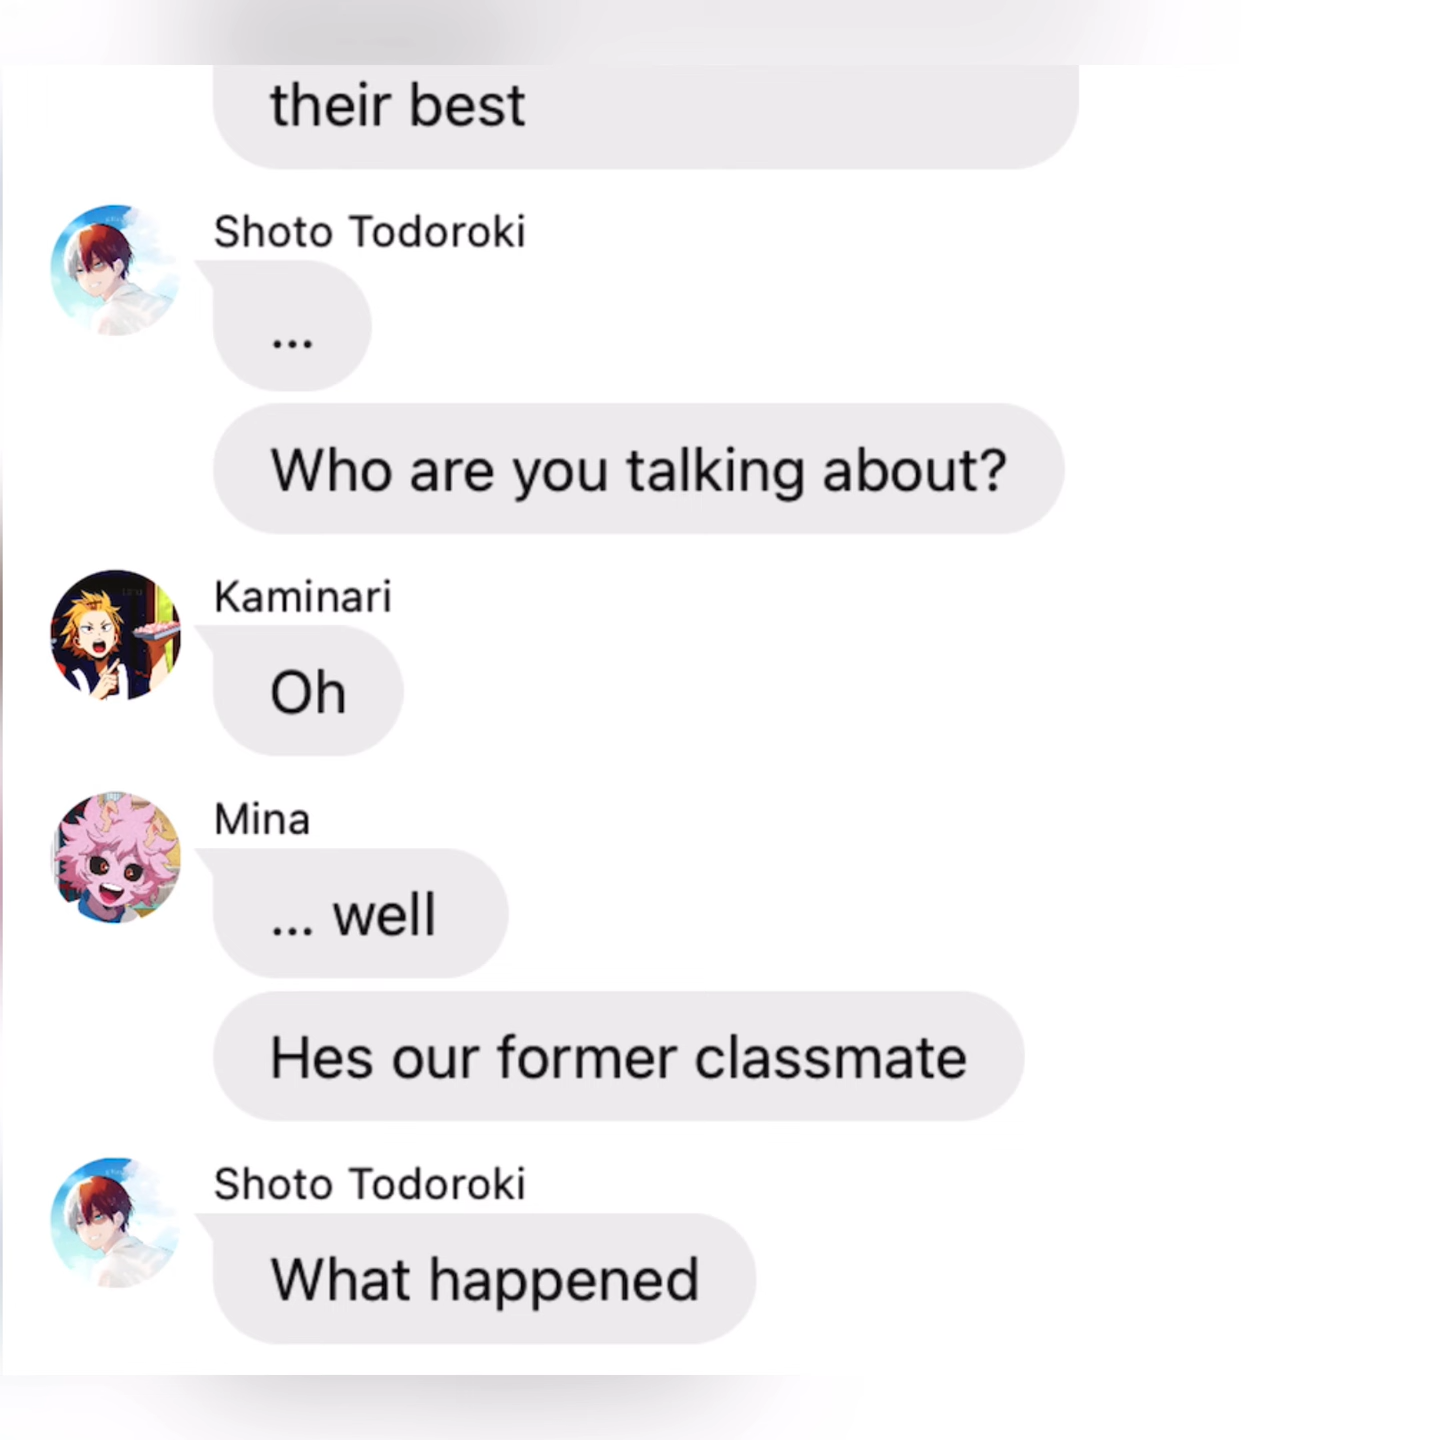 their best
Shoto Todoroki
...
Who are you talking about?
Kaminari
Oh
Mina
... well
Hes our former classmate
Shoto Todoroki
What happened